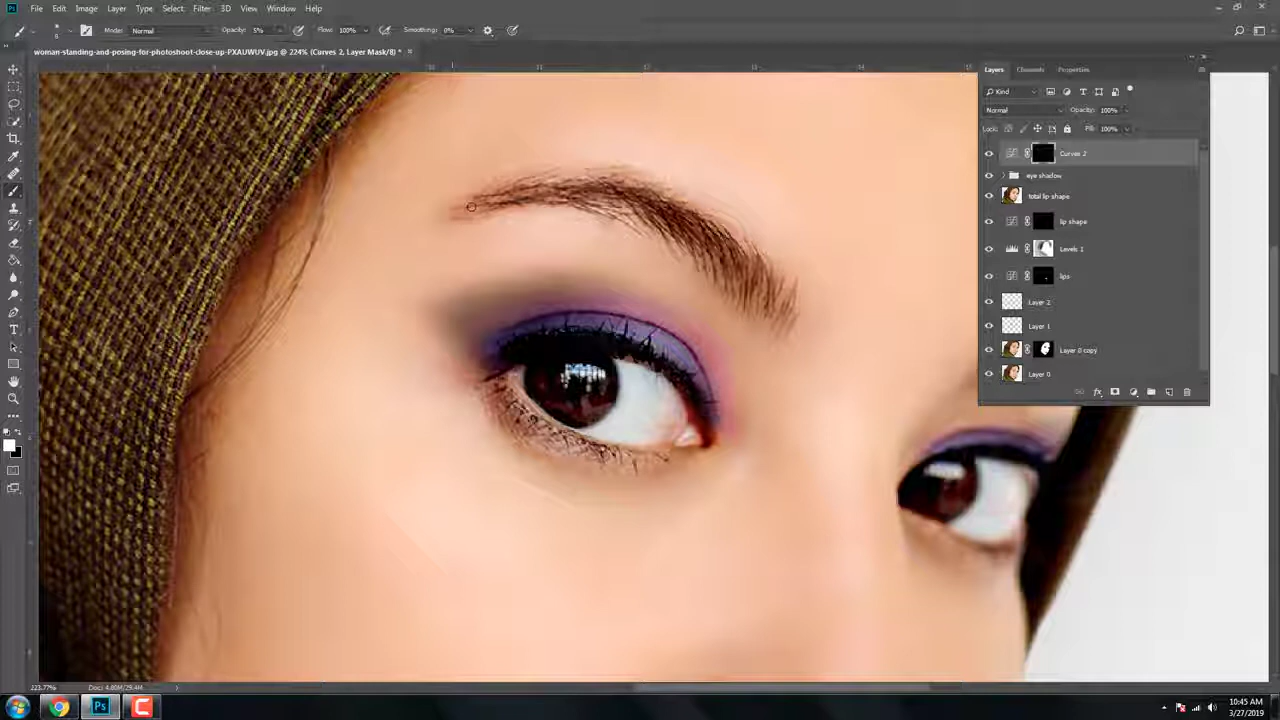 Ps File Edit Image Layer Type Select Filter 3D View Window Help
8 Mode: Normal Opacity: 5% Flow: 100% Smoothing: 0%
woman-standing-and-posing-for-photoshoot-close-up-PXAUWUV.jpg @ 224% (Curves 2, Layer Mask/8) *
Layers Channels Properties
Kind
Normal Opacity: 100%
Lock: Fill: 100%
Curves 2
eye shadow
total lip shape
lip shape
Levels 1
lips
Layer 2
Layer 1
Layer 0 copy
Layer 0
fx
223.77% Doc: 4.80M/29.4M
Ps
10:45 AM
3/27/2019